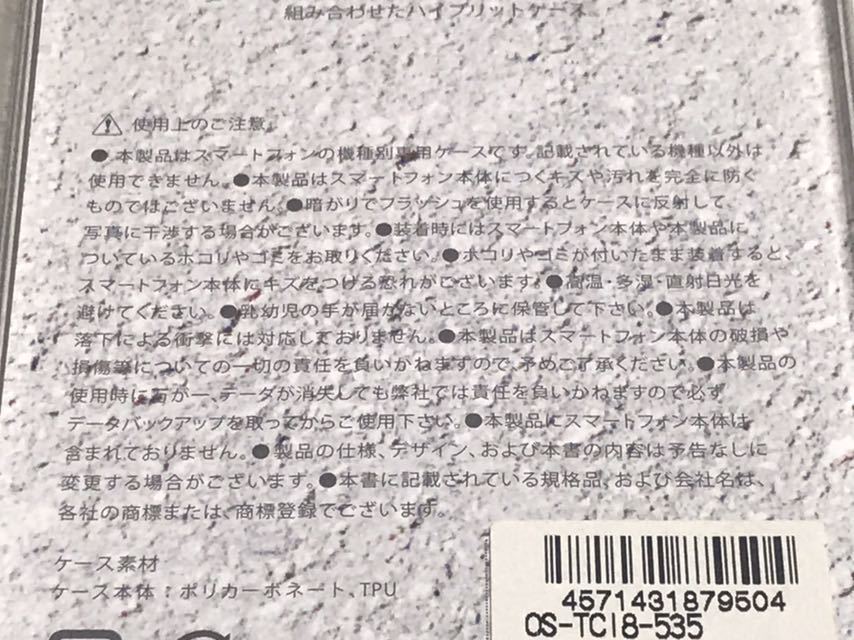 組み合わせたハイブリットケース
⚠ 使用上のご注意
●本製品はスマートフォンの機種別専用ケースです。記載されている機種以外は
使用できません。●本製品はスマートフォン本体につくキズや汚れを完全に防ぐ
ものではございません。●暗がりでフラッシュを使用するとケースに反射して、
写真に干渉する場合がございます。●装着時にはスマートフォン本体や本製品に
ついているホコリやゴミをお取りください。●ホコリやゴミが付いたまま装着すると、
スマートフォン本体にキズをつける恐れがございます。●高温・多湿・直射日光を
避けてください。●乳幼児の手が届かないところに保管して下さい。●本製品は
落下による衝撃には対応しておりません。●本製品はスマートフォン本体の破損や
損傷等についての一切の責任を負いかねますので、予めご了承ください。●本製品の
使用時に万が一、データが消失しても弊社では責任を負いかねますので必ず
データバックアップを取ってからご使用下さい。●本製品にスマートフォン本体は
含まれておりません。●製品の仕様、デザイン、および本書の内容は予告なしに
変更する場合がございます。●本書に記載されている規格品、および会社名は、
各社の商標または、商標登録でございます。
ケース素材
ケース本体：ポリカーボネート、TPU
4571431879504
OS-TCI8-535